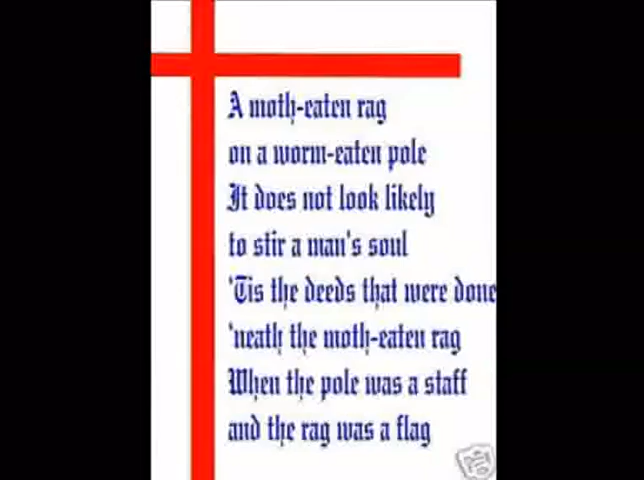 A moth-eaten rag
on a worm-eaten pole
It does not look likely
to stir a man's soul
'Tis the deeds that were done
'neath the moth-eaten rag
When the pole was a staff
and the rag was a flag